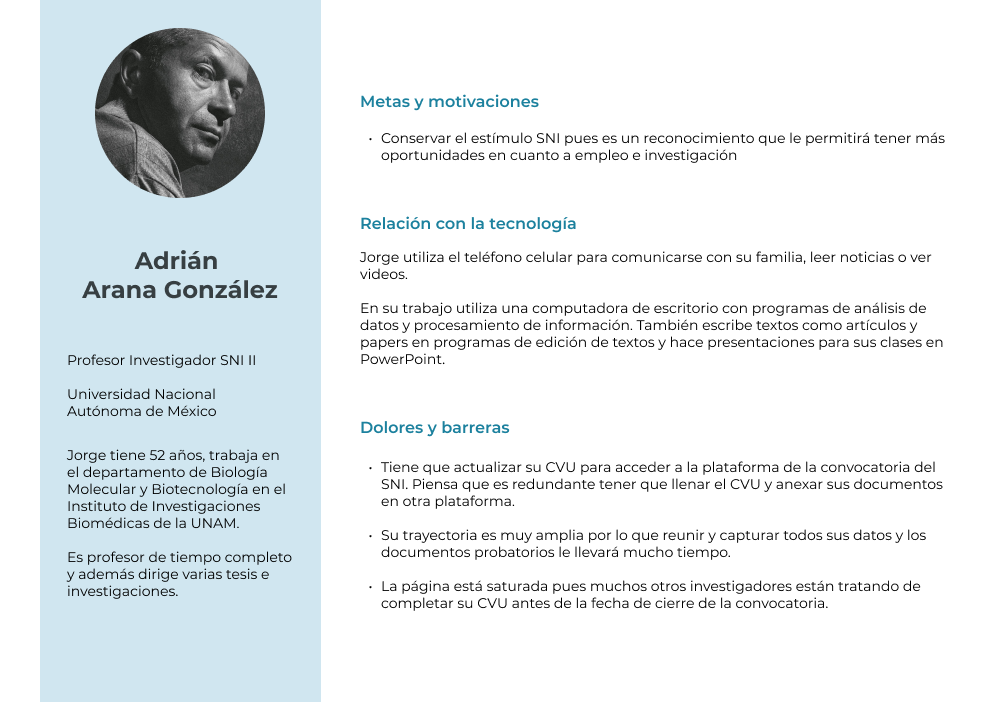 Adrián
Arana González
Profesor Investigador SNI II
Universidad Nacional
Autónoma de México
Jorge tiene 52 años, trabaja en
el departamento de Biología
Molecular y Biotecnología en el
Instituto de Investigaciones
Biomédicas de la UNAM.
Es profesor de tiempo completo
y además dirige varias tesis e
investigaciones.
Metas y motivaciones
• Conservar el estímulo SNI pues es un reconocimiento que le permitirá tener más
oportunidades en cuanto a empleo e investigación
Relación con la tecnología
Jorge utiliza el teléfono celular para comunicarse con su familia, leer noticias o ver
videos.
En su trabajo utiliza una computadora de escritorio con programas de análisis de
datos y procesamiento de información. También escribe textos como artículos y
papers en programas de edición de textos y hace presentaciones para sus clases en
PowerPoint.
Dolores y barreras
• Tiene que actualizar su CVU para acceder a la plataforma de la convocatoria del
SNI. Piensa que es redundante tener que llenar el CVU y anexar sus documentos
en otra plataforma.
• Su trayectoria es muy amplia por lo que reunir y capturar todos sus datos y los
documentos probatorios le llevará mucho tiempo.
• La página está saturada pues muchos otros investigadores están tratando de
completar su CVU antes de la fecha de cierre de la convocatoria.